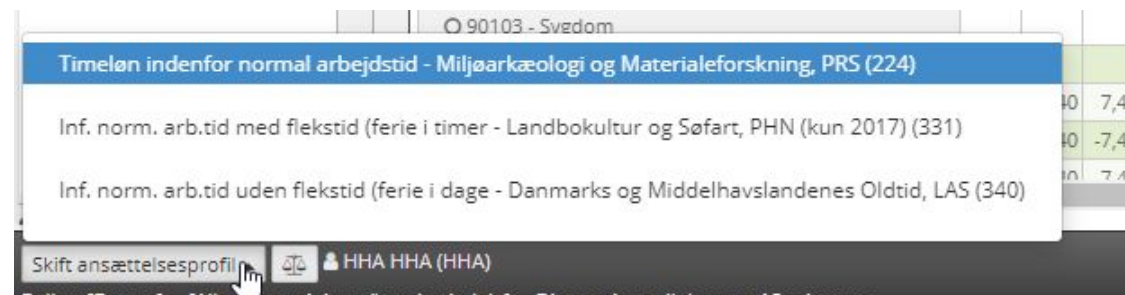 90103 - Sygdom
Timeløn indenfor normal arbejdstid - Miljøarkæologi og Materialeforskning, PRS (224)
40 7,4
Inf. norm. arb.tid med flekstid (ferie i timer - Landbokultur og Søfart, PHN (kun 2017) (331)
40 -7,4
Inf. norm. arb.tid uden flekstid (ferie i dage - Danmarks og Middelhavslandenes Oldtid, LAS (340)
Skift ansættelsesprofil HHA HHA (HHA)